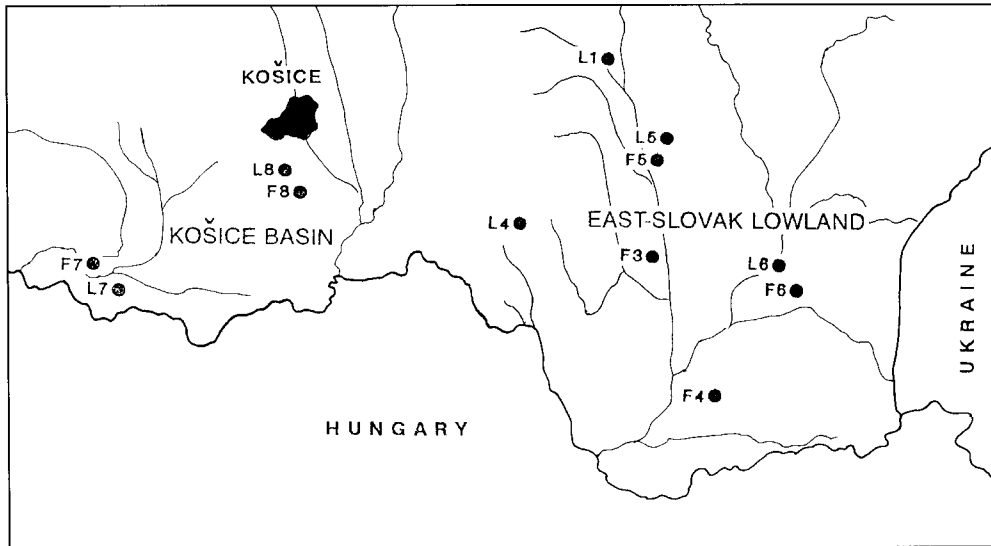 L1
KOŠICE
L5
F5
L8
F8
L4
EAST-SLOVAK LOWLAND
KOŠICE BASIN
F3
F7
L6
L7
F6
UKRAINE
F4
HUNGARY